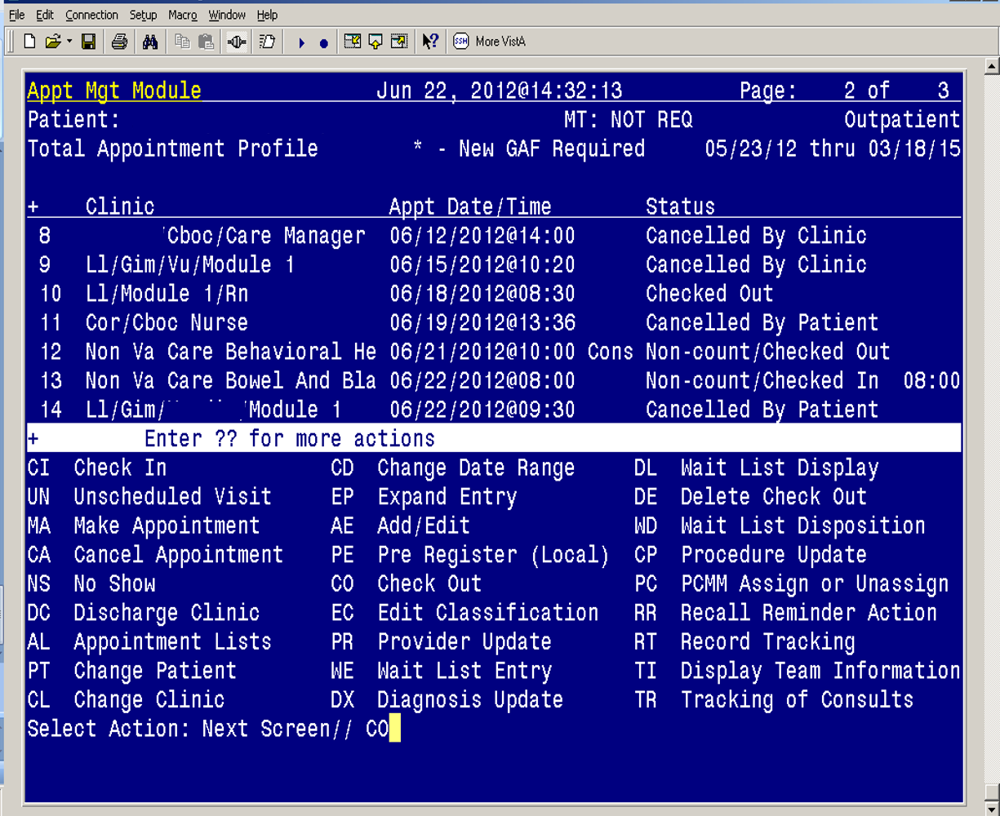 File Edit Connection Setup Macro Window Help
SSH More VistA
Appt Mgt Module Jun 22, 2012@14:32:13 Page: 2 of 3
Patient: MT: NOT REQ Outpatient
Total Appointment Profile * - New GAF Required 05/23/12 thru 03/18/15
+ Clinic Appt Date/Time Status
8 Cboc/Care Manager 06/12/2012@14:00 Cancelled By Clinic
9 Ll/Gim/Vu/Module 1 06/15/2012@10:20 Cancelled By Clinic
10 Ll/Module 1/Rn 06/18/2012@08:30 Checked Out
11 Cor/Cboc Nurse 06/19/2012@13:36 Cancelled By Patient
12 Non Va Care Behavioral He 06/21/2012@10:00 Cons Non-count/Checked Out
13 Non Va Care Bowel And Bla 06/22/2012@08:00 Non-count/Checked In 08:00
14 Ll/Gim/ /Module 1 06/22/2012@09:30 Cancelled By Patient
+ Enter ?? for more actions
CI Check In CD Change Date Range DL Wait List Display
UN Unscheduled Visit EP Expand Entry DE Delete Check Out
MA Make Appointment AE Add/Edit WD Wait List Disposition
CA Cancel Appointment PE Pre Register (Local) CP Procedure Update
NS No Show CO Check Out PC PCMM Assign or Unassign
DC Discharge Clinic EC Edit Classification RR Recall Reminder Action
AL Appointment Lists PR Provider Update RT Record Tracking
PT Change Patient WE Wait List Entry TI Display Team Information
CL Change Clinic DX Diagnosis Update TR Tracking of Consults
Select Action: Next Screen// CO